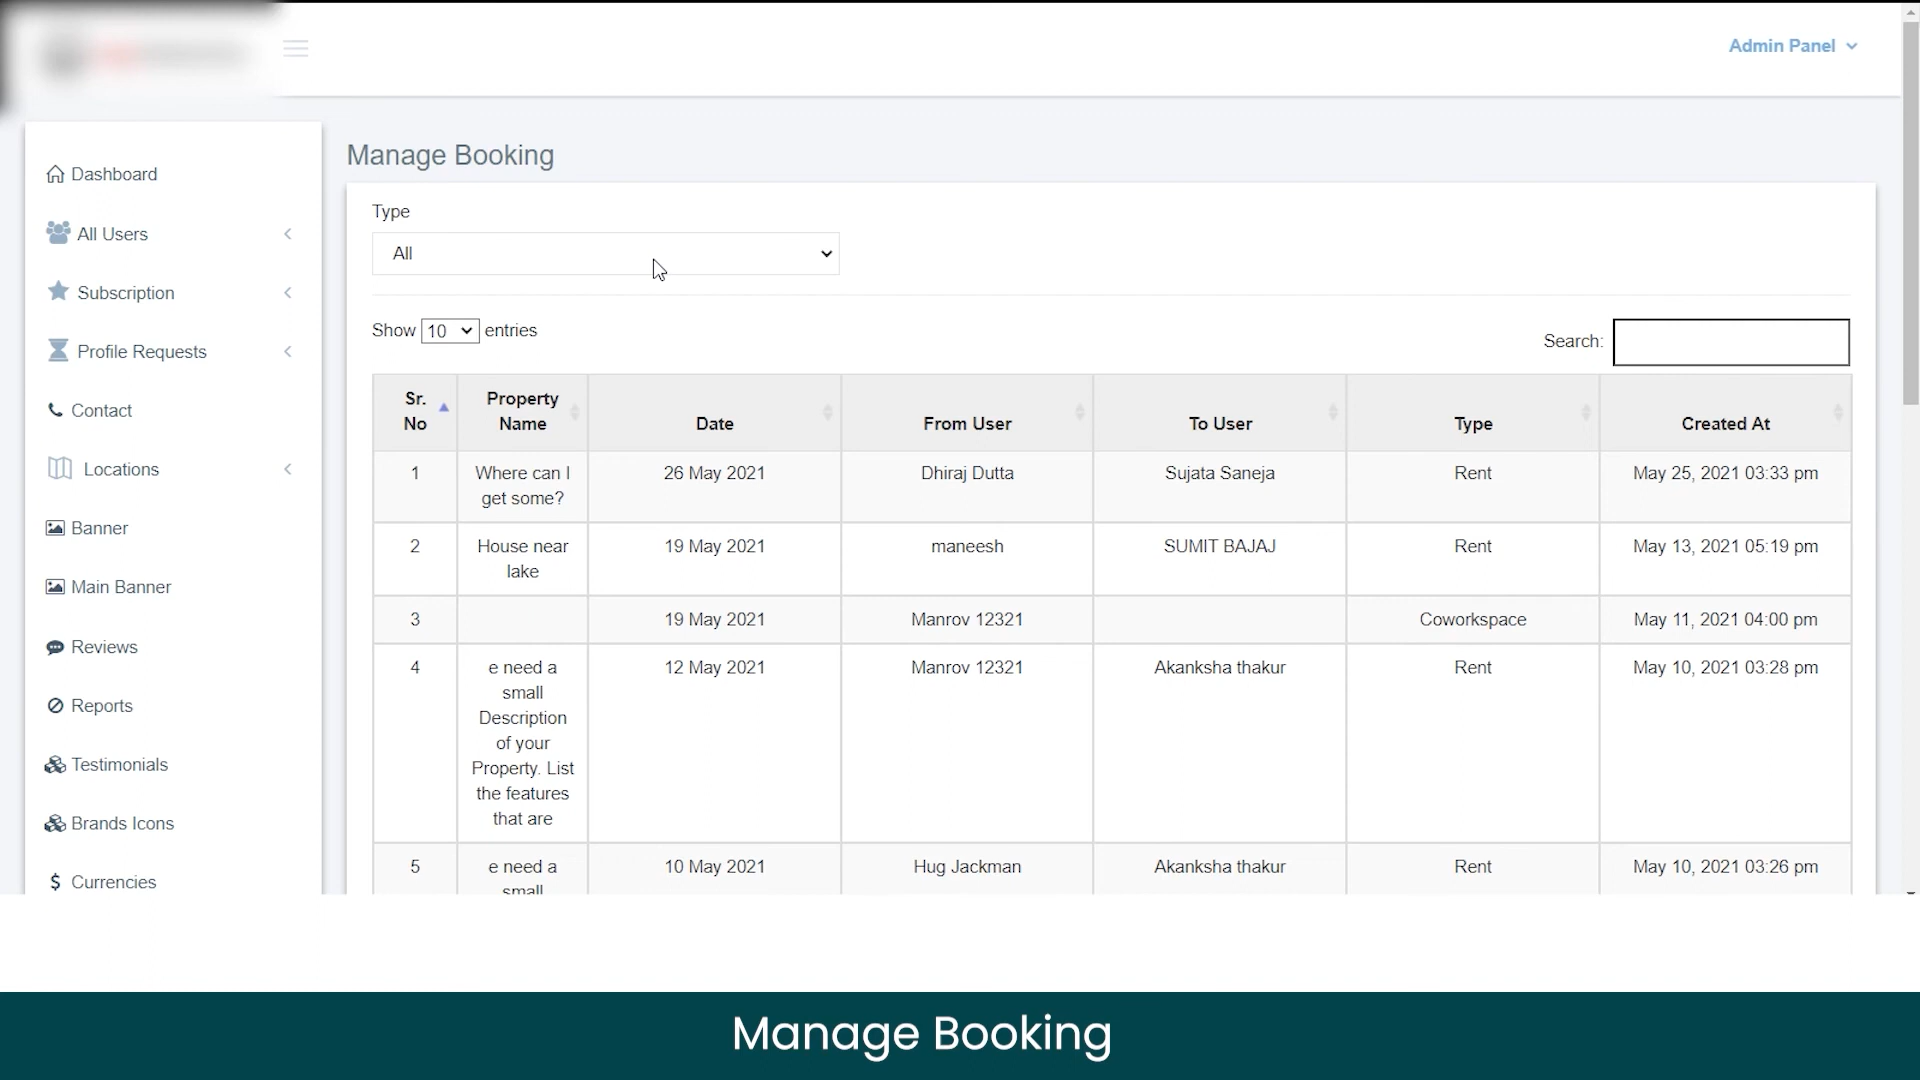 Admin Panel
Dashboard
All Users
Subscription
Profile Requests
Contact
Locations
Banner
Main Banner
Reviews
Reports
Testimonials
Brands Icons
Currencies
Manage Booking
Type
All
Show 10 entries
Search:
Sr. No Property Name Date From User To User Type Created At
1 Where can I get some? 26 May 2021 Dhiraj Dutta Sujata Saneja Rent May 25, 2021 03:33 pm
2 House near lake 19 May 2021 maneesh SUMIT BAJAJ Rent May 13, 2021 05:19 pm
3 19 May 2021 Manrov 12321 Coworkspace May 11, 2021 04:00 pm
4 e need a small Description of your Property. List the features that are 12 May 2021 Manrov 12321 Akanksha thakur Rent May 10, 2021 03:28 pm
5 e need a small 10 May 2021 Hug Jackman Akanksha thakur Rent May 10, 2021 03:26 pm
Manage Booking